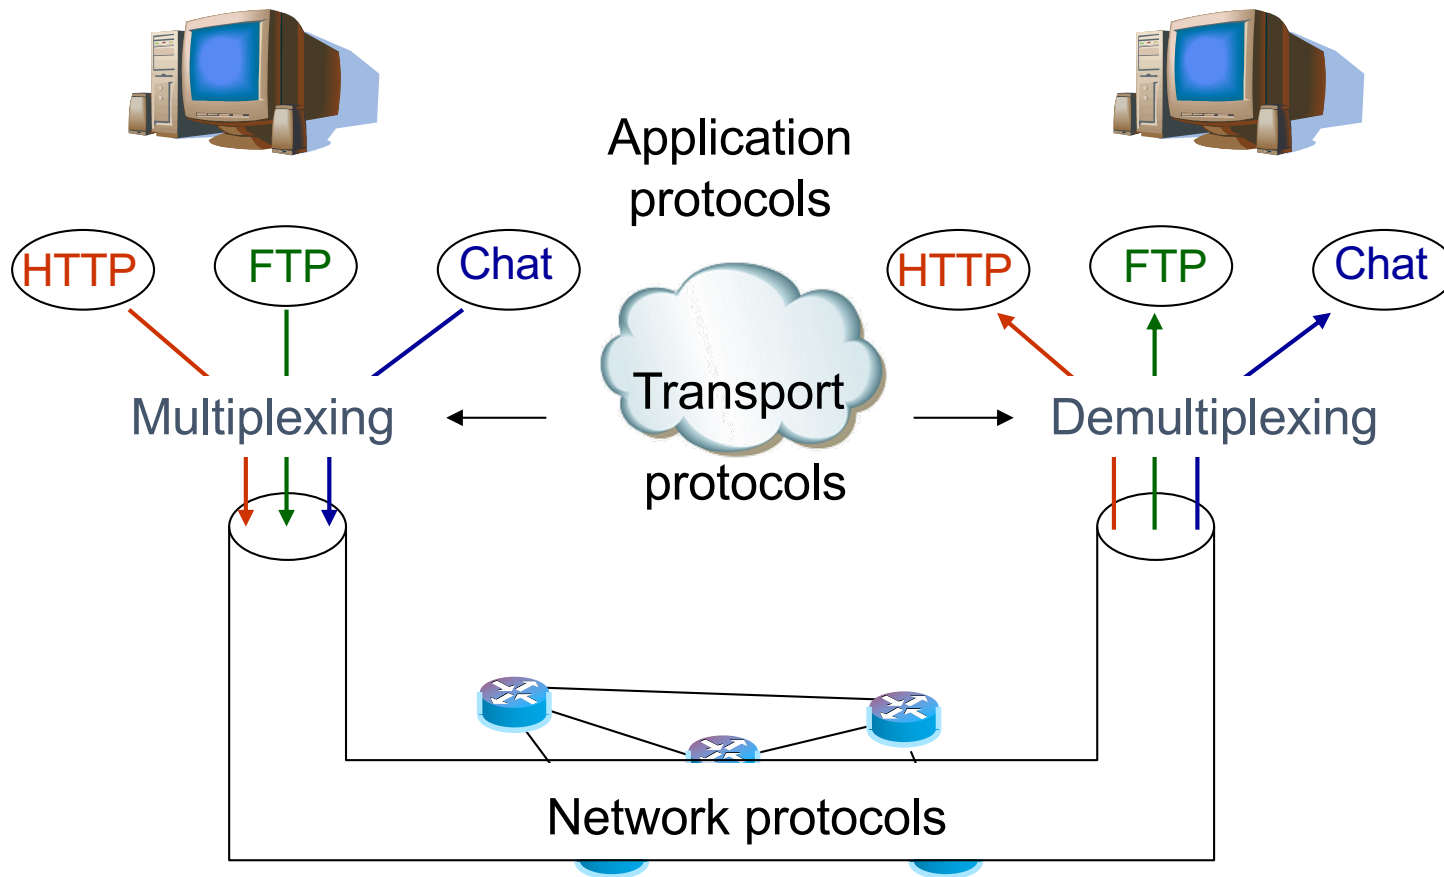 Application
protocols
HTTP
FTP
Chat
HTTP
FTP
Chat
Transport
protocols
Multiplexing
Demultiplexing
Network protocols